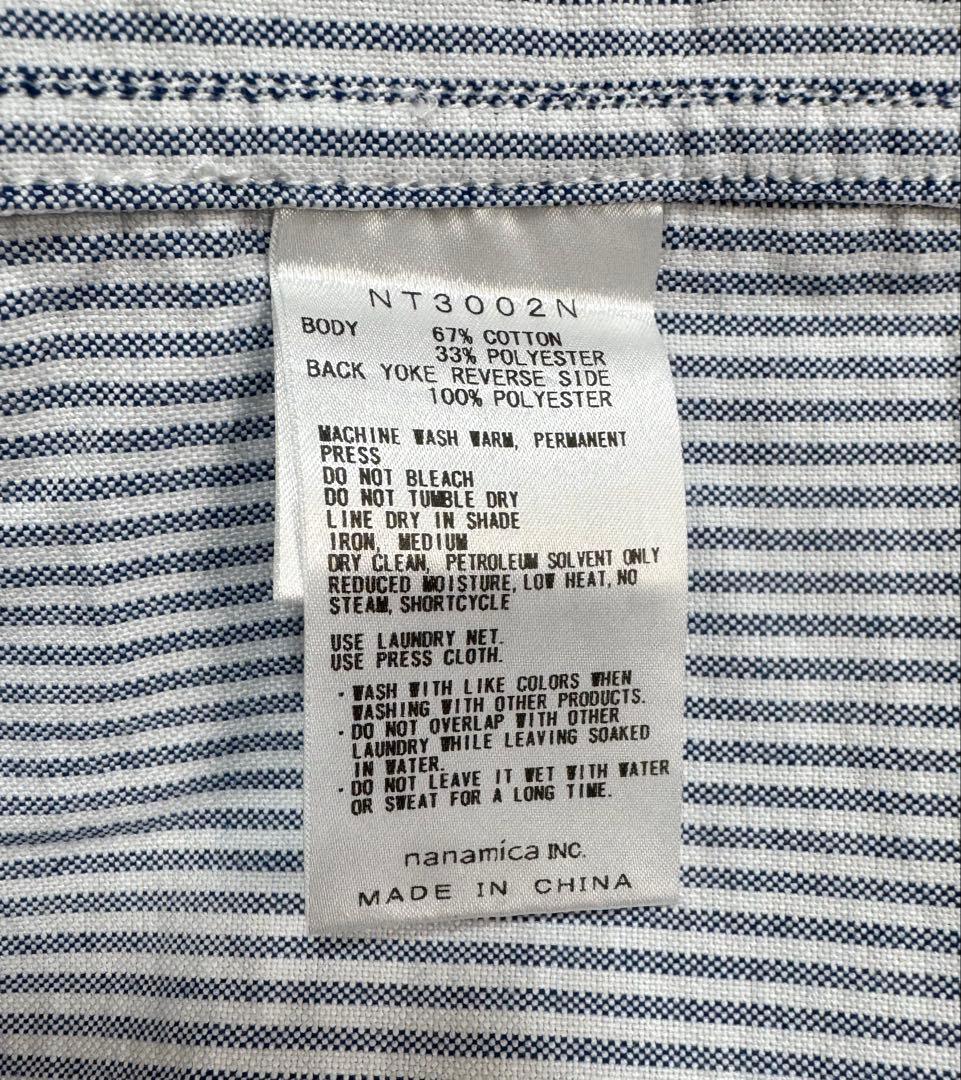 NT3002N
BODY 67% COTTON
33% POLYESTER
BACK YOKE REVERSE SIDE
100% POLYESTER
MACHINE WASH WARM, PERMANENT
PRESS
DO NOT BLEACH
DO NOT TUMBLE DRY
LINE DRY IN SHADE
IRON, MEDIUM
DRY CLEAN, PETROLEUM SOLVENT ONLY
REDUCED MOISTURE, LOW HEAT, NO
STEAM, SHORTCYCLE
USE LAUNDRY NET.
USE PRESS CLOTH.
・WASH WITH LIKE COLORS WHEN
WASHING WITH OTHER PRODUCTS.
・DO NOT OVERLAP WITH OTHER
LAUNDRY WHILE LEAVING SOAKED
IN WATER.
・DO NOT LEAVE IT WET WITH WATER
OR SWEAT FOR A LONG TIME.
nanamica INC.
MADE IN CHINA